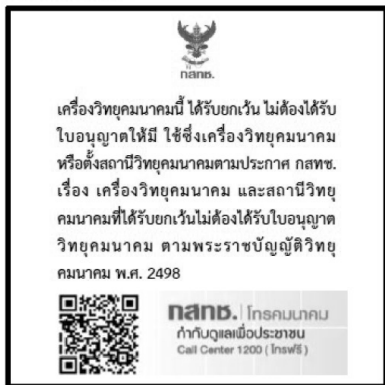 กสทช.
เครื่องวิทยุคมนาคมนี้ ได้รับยกเว้น ไม่ต้องได้รับ
ใบอนุญาตให้มี ใช้ซึ่งเครื่องวิทยุคมนาคม
หรือตั้งสถานีวิทยุคมนาคมตามประกาศ กสทช.
เรื่อง เครื่องวิทยุคมนาคม และสถานีวิทยุ
คมนาคมที่ได้รับยกเว้นไม่ต้องได้รับใบอนุญาต
วิทยุคมนาคม ตามพระราชบัญญัติวิทยุ
คมนาคม พ.ศ. 2498
กสทช. | โทรคมนาคม
กำกับดูแลเพื่อประชาชน
Call Center 1200 (โทรฟรี)